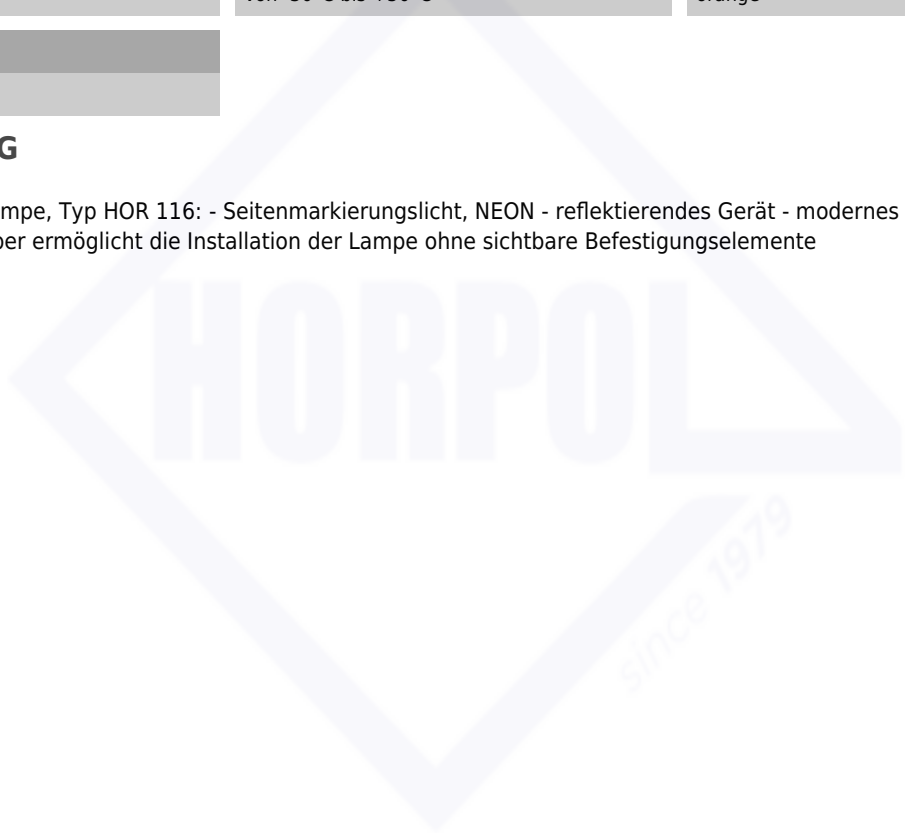 G
mpe, Typ HOR 116: - Seitenmarkierungslicht, NEON - reflektierendes Gerät - modernes
per ermöglicht die Installation der Lampe ohne sichtbare Befestigungselemente
HORPOL
since 1979